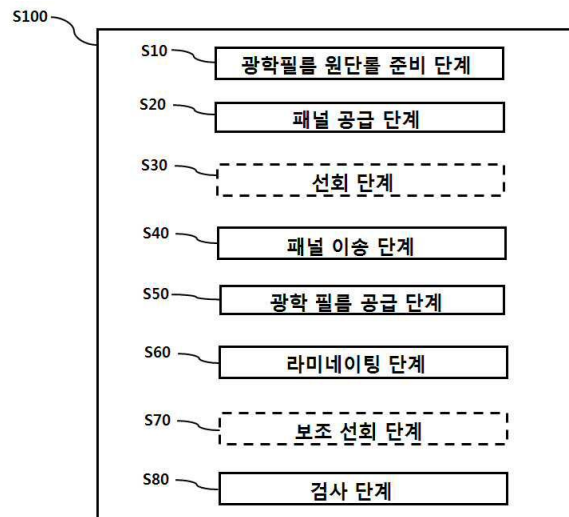 S100
S10 광학필름 원단롤 준비 단계
S20 패널 공급 단계
S30 선회 단계
S40 패널 이송 단계
S50 광학 필름 공급 단계
S60 라미네이팅 단계
S70 보조 선회 단계
S80 검사 단계